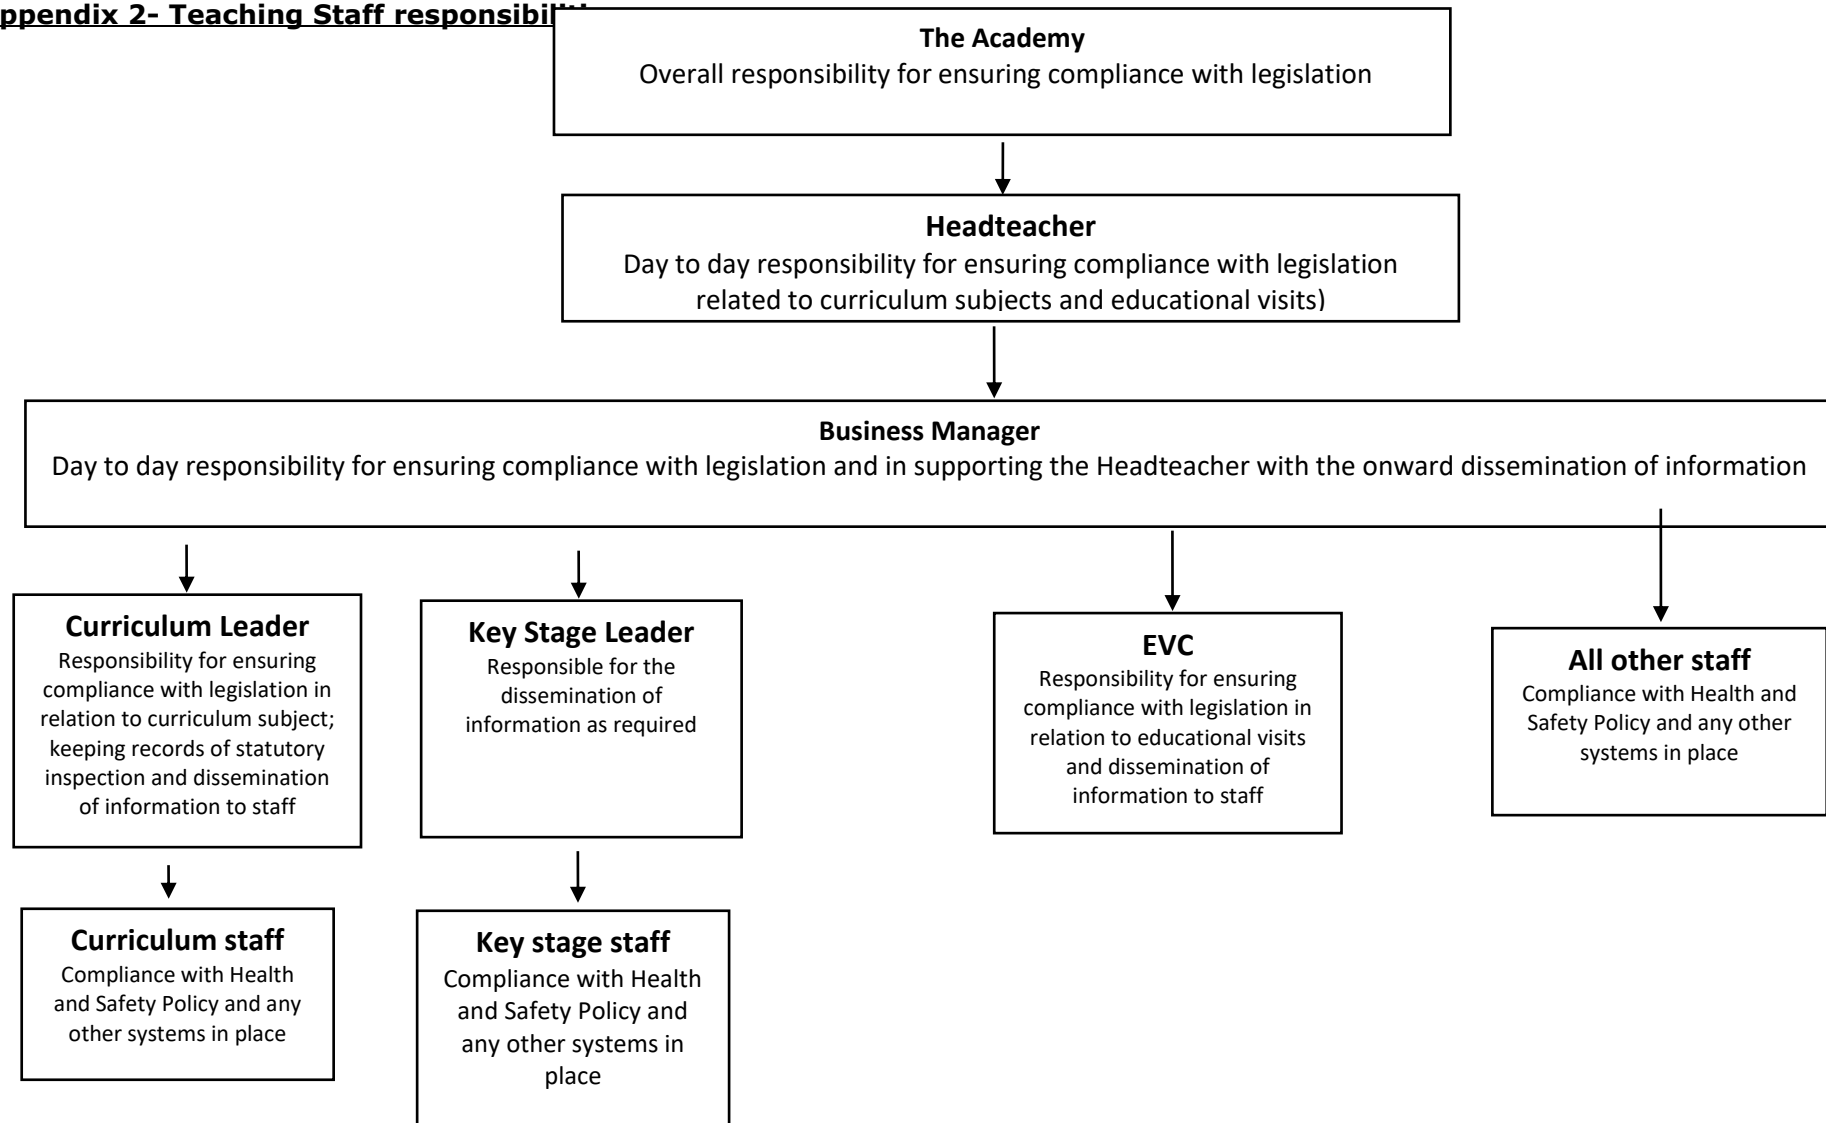 ppendix 2- Teaching Staff
The Academy
Overall responsibility for ensuring compliance with legislation
Headteacher
Day to day responsibility for ensuring compliance with legislation
related to curriculum subjects and educational visits)
Business Manager
Day to day responsibility for ensuring compliance with legislation and in supporting the Headteacher with the onward dissemination of information
Curriculum Leader
Responsibility for ensuring
compliance with legislation in
relation to curriculum subject;
keeping records of statutory
inspection and dissemination
of information to staff
Key Stage Leader
Responsible for the
dissemination of
information as required
EVC
Responsibility for ensuring
compliance with legislation in
relation to educational visits
and dissemination of
information to staff
All other staff
Compliance with Health and
Safety Policy and any other
systems in place
Curriculum staff
Compliance with Health
and Safety Policy and any
other systems in place
Key stage staff
Compliance with Health
and Safety Policy and
any other systems in
place